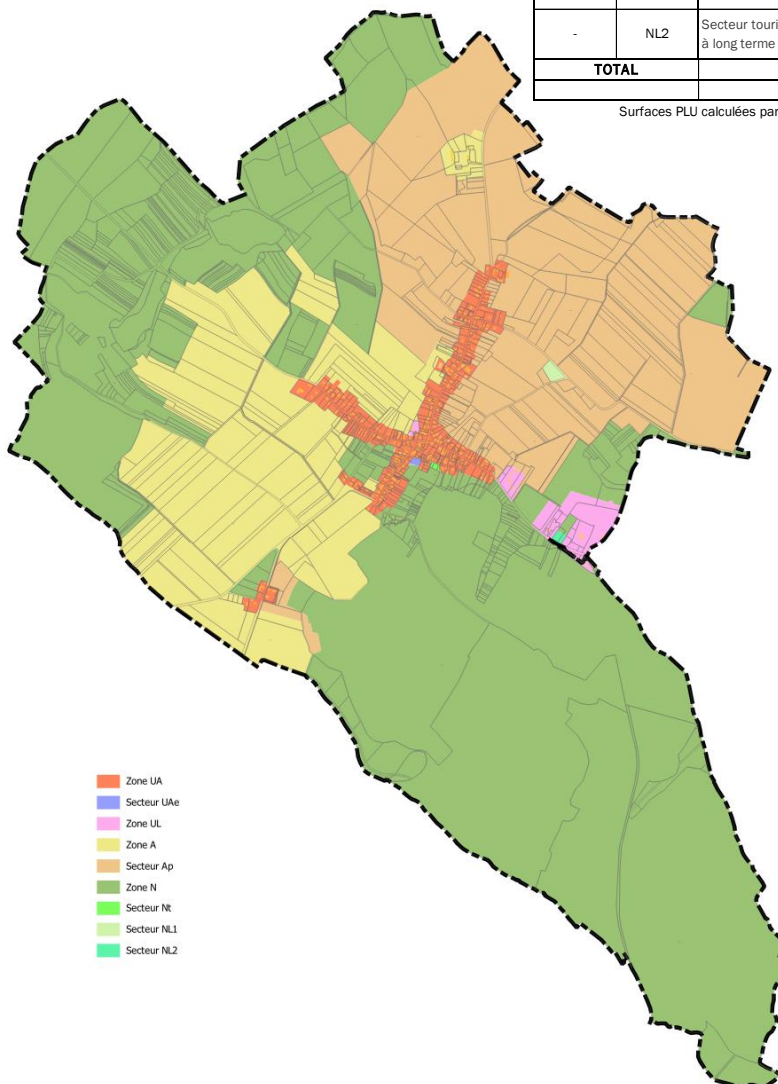 - NL2 Secteur touri
à long terme
TOTAL
Surfaces PLU calculées par
Zone UA
Secteur UAe
Zone UL
Zone A
Secteur Ap
Zone N
Secteur Nt
Secteur NL1
Secteur NL2